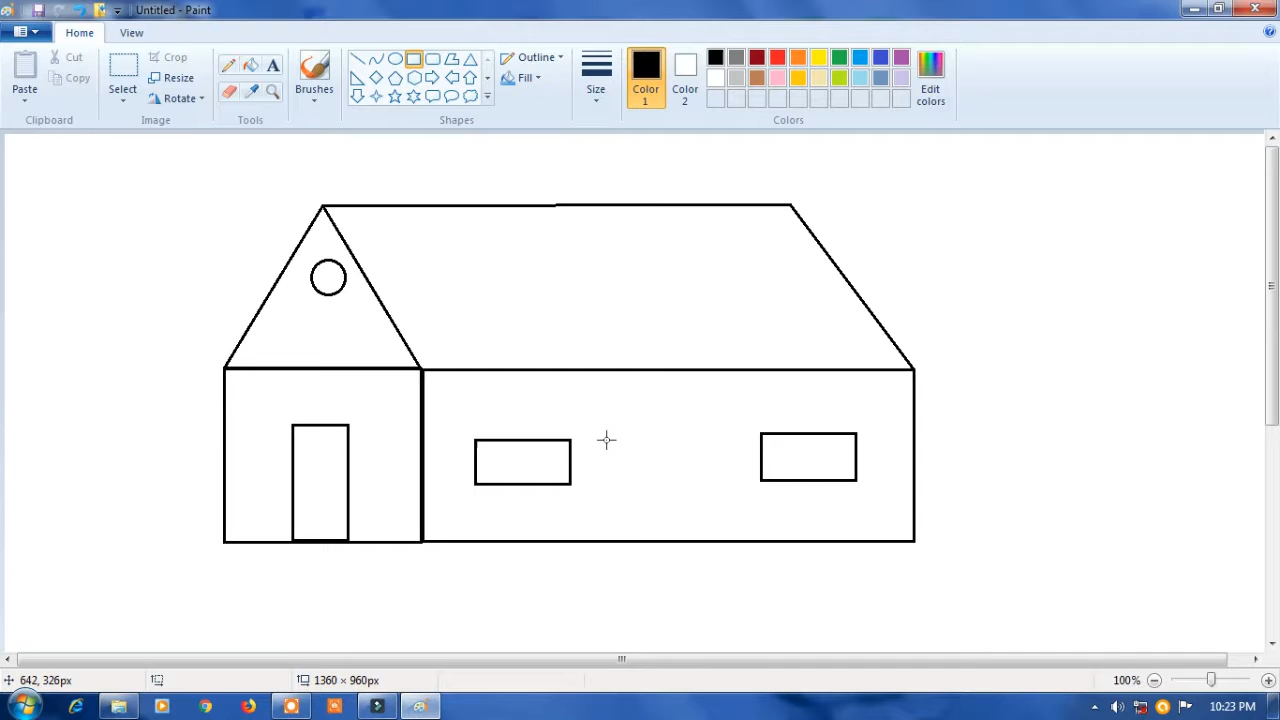 Untitled - Paint
Home View
Paste
Cut
Copy
Clipboard
Select
Crop
Resize
Rotate
Image
Tools
Brushes
Shapes
Outline
Fill
Size
Color 1
Color 2
Edit colors
Colors
642, 326px
1360 × 960px
100%
10:23 PM